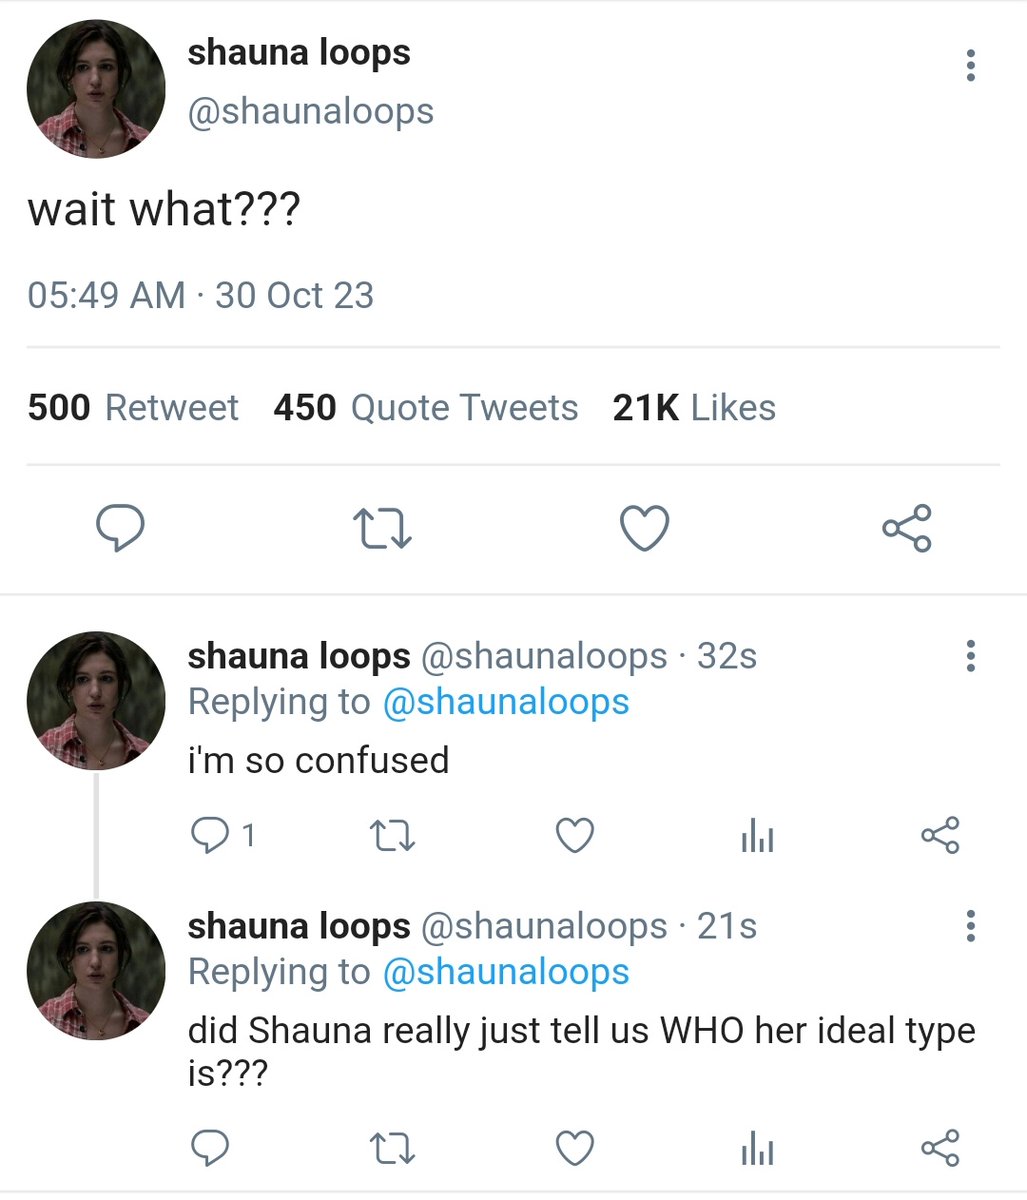 shauna loops
@shaunaloops
wait what???
05:49 AM · 30 Oct 23
500 Retweet 450 Quote Tweets 21K Likes
shauna loops @shaunaloops · 32s
Replying to @shaunaloops
i'm so confused
1
shauna loops @shaunaloops · 21s
Replying to @shaunaloops
did Shauna really just tell us WHO her ideal type
is???